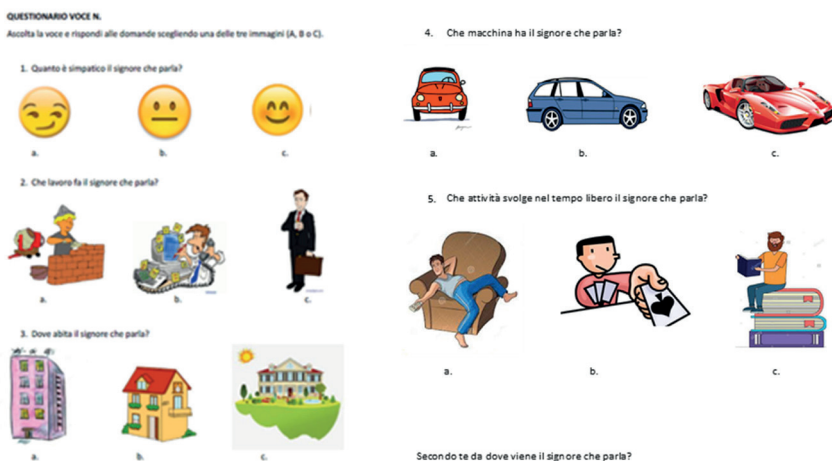 QUESTIONARIO VOCE N.
Ascolta la voce e rispondi alle domande scegliendo una delle tre immagini (A, B o C).
1. Quanto è simpatico il signore che parla?
a. b. c.
2. Che lavoro fa il signore che parla?
a. b. c.
3. Dove abita il signore che parla?
a. b. c.
4. Che macchina ha il signore che parla?
a. b. c.
5. Che attività svolge nel tempo libero il signore che parla?
a. b. c.
Secondo te da dove viene il signore che parla?